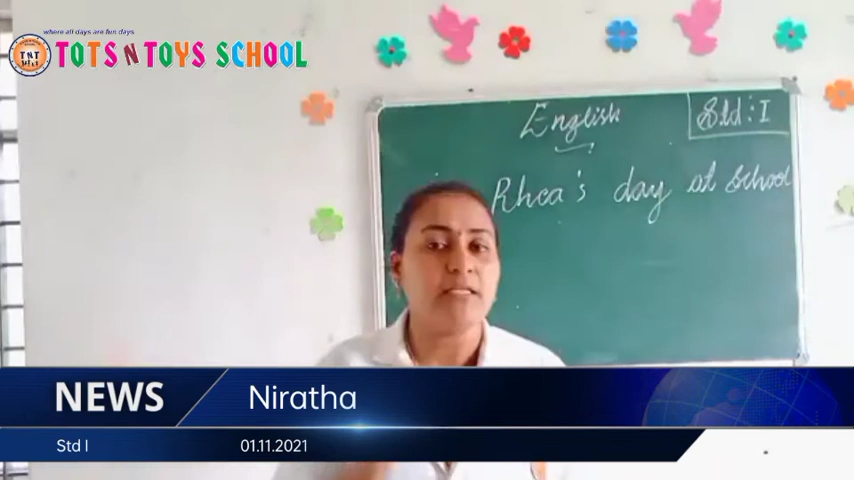 where all days are fun days
TNT
TOTS N TOYS SCHOOL
English
Std : I
Rhea's day at School
NEWS
Niratha
Std I
01.11.2021